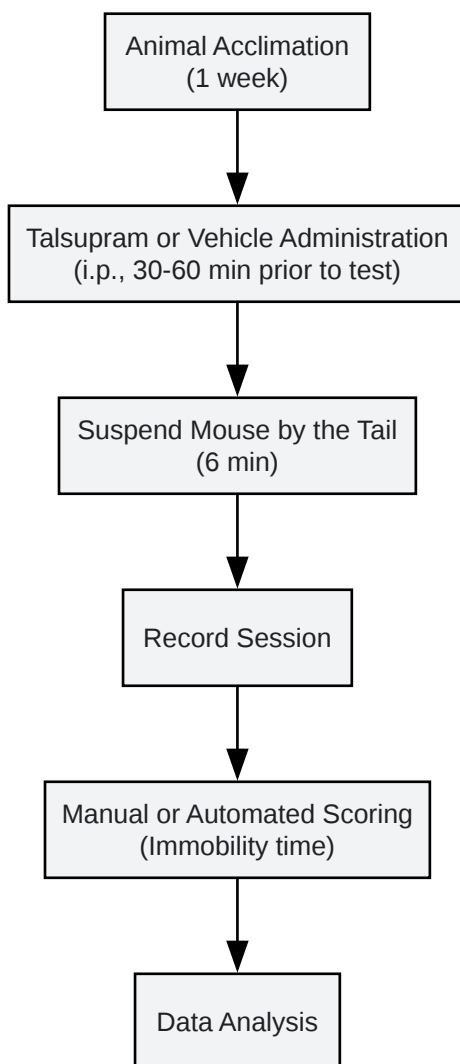 Animal Acclimation
(1 week)
Talsupram or Vehicle Administration
(i.p., 30-60 min prior to test)
Suspend Mouse by the Tail
(6 min)
Record Session
Manual or Automated Scoring
(Immobility time)
Data Analysis